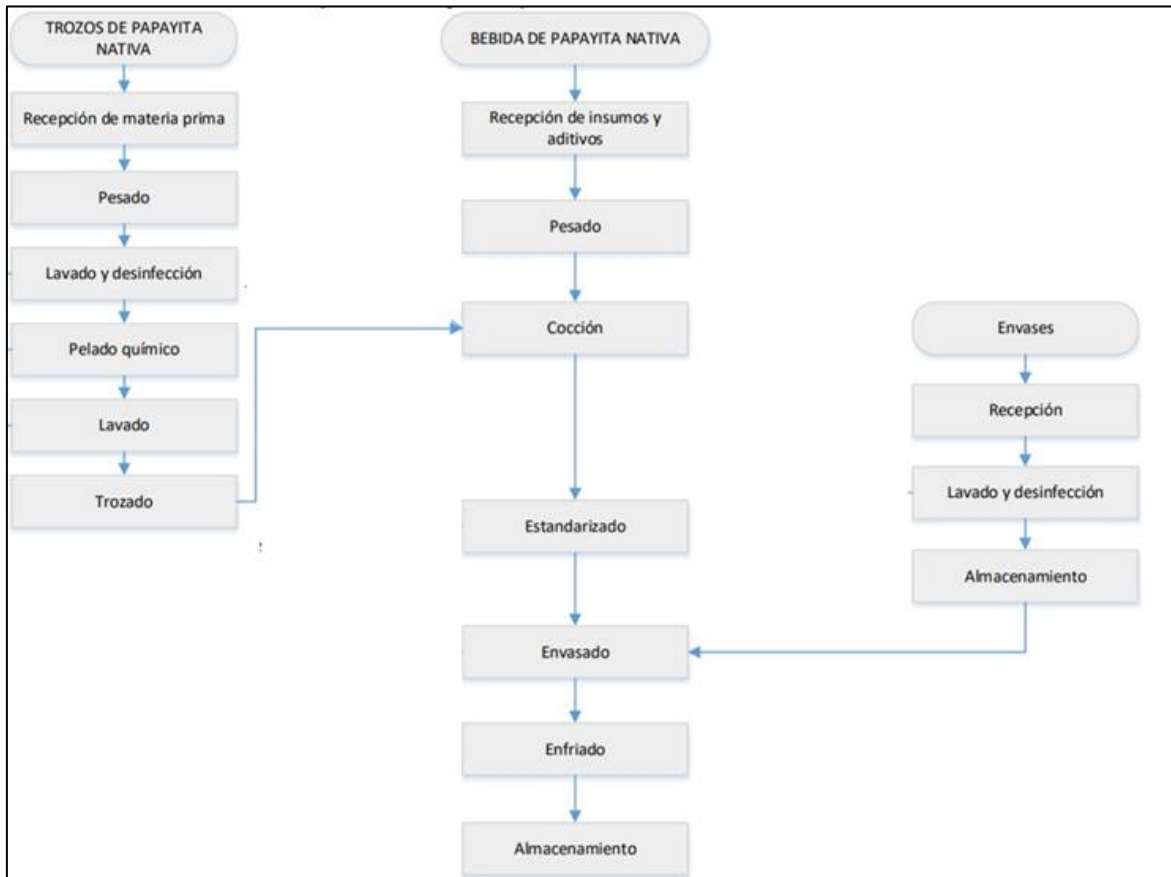 TROZOS DE PAPAYITA
NATIVA
Recepción de materia prima
Pesado
Lavado y desinfección
Pelado químico
Lavado
Trozado
BEBIDA DE PAPAYITA NATIVA
Recepción de insumos y
aditivos
Pesado
Cocción
Estandarizado
Envasado
Enfriado
Almacenamiento
Envases
Recepción
Lavado y desinfección
Almacenamiento